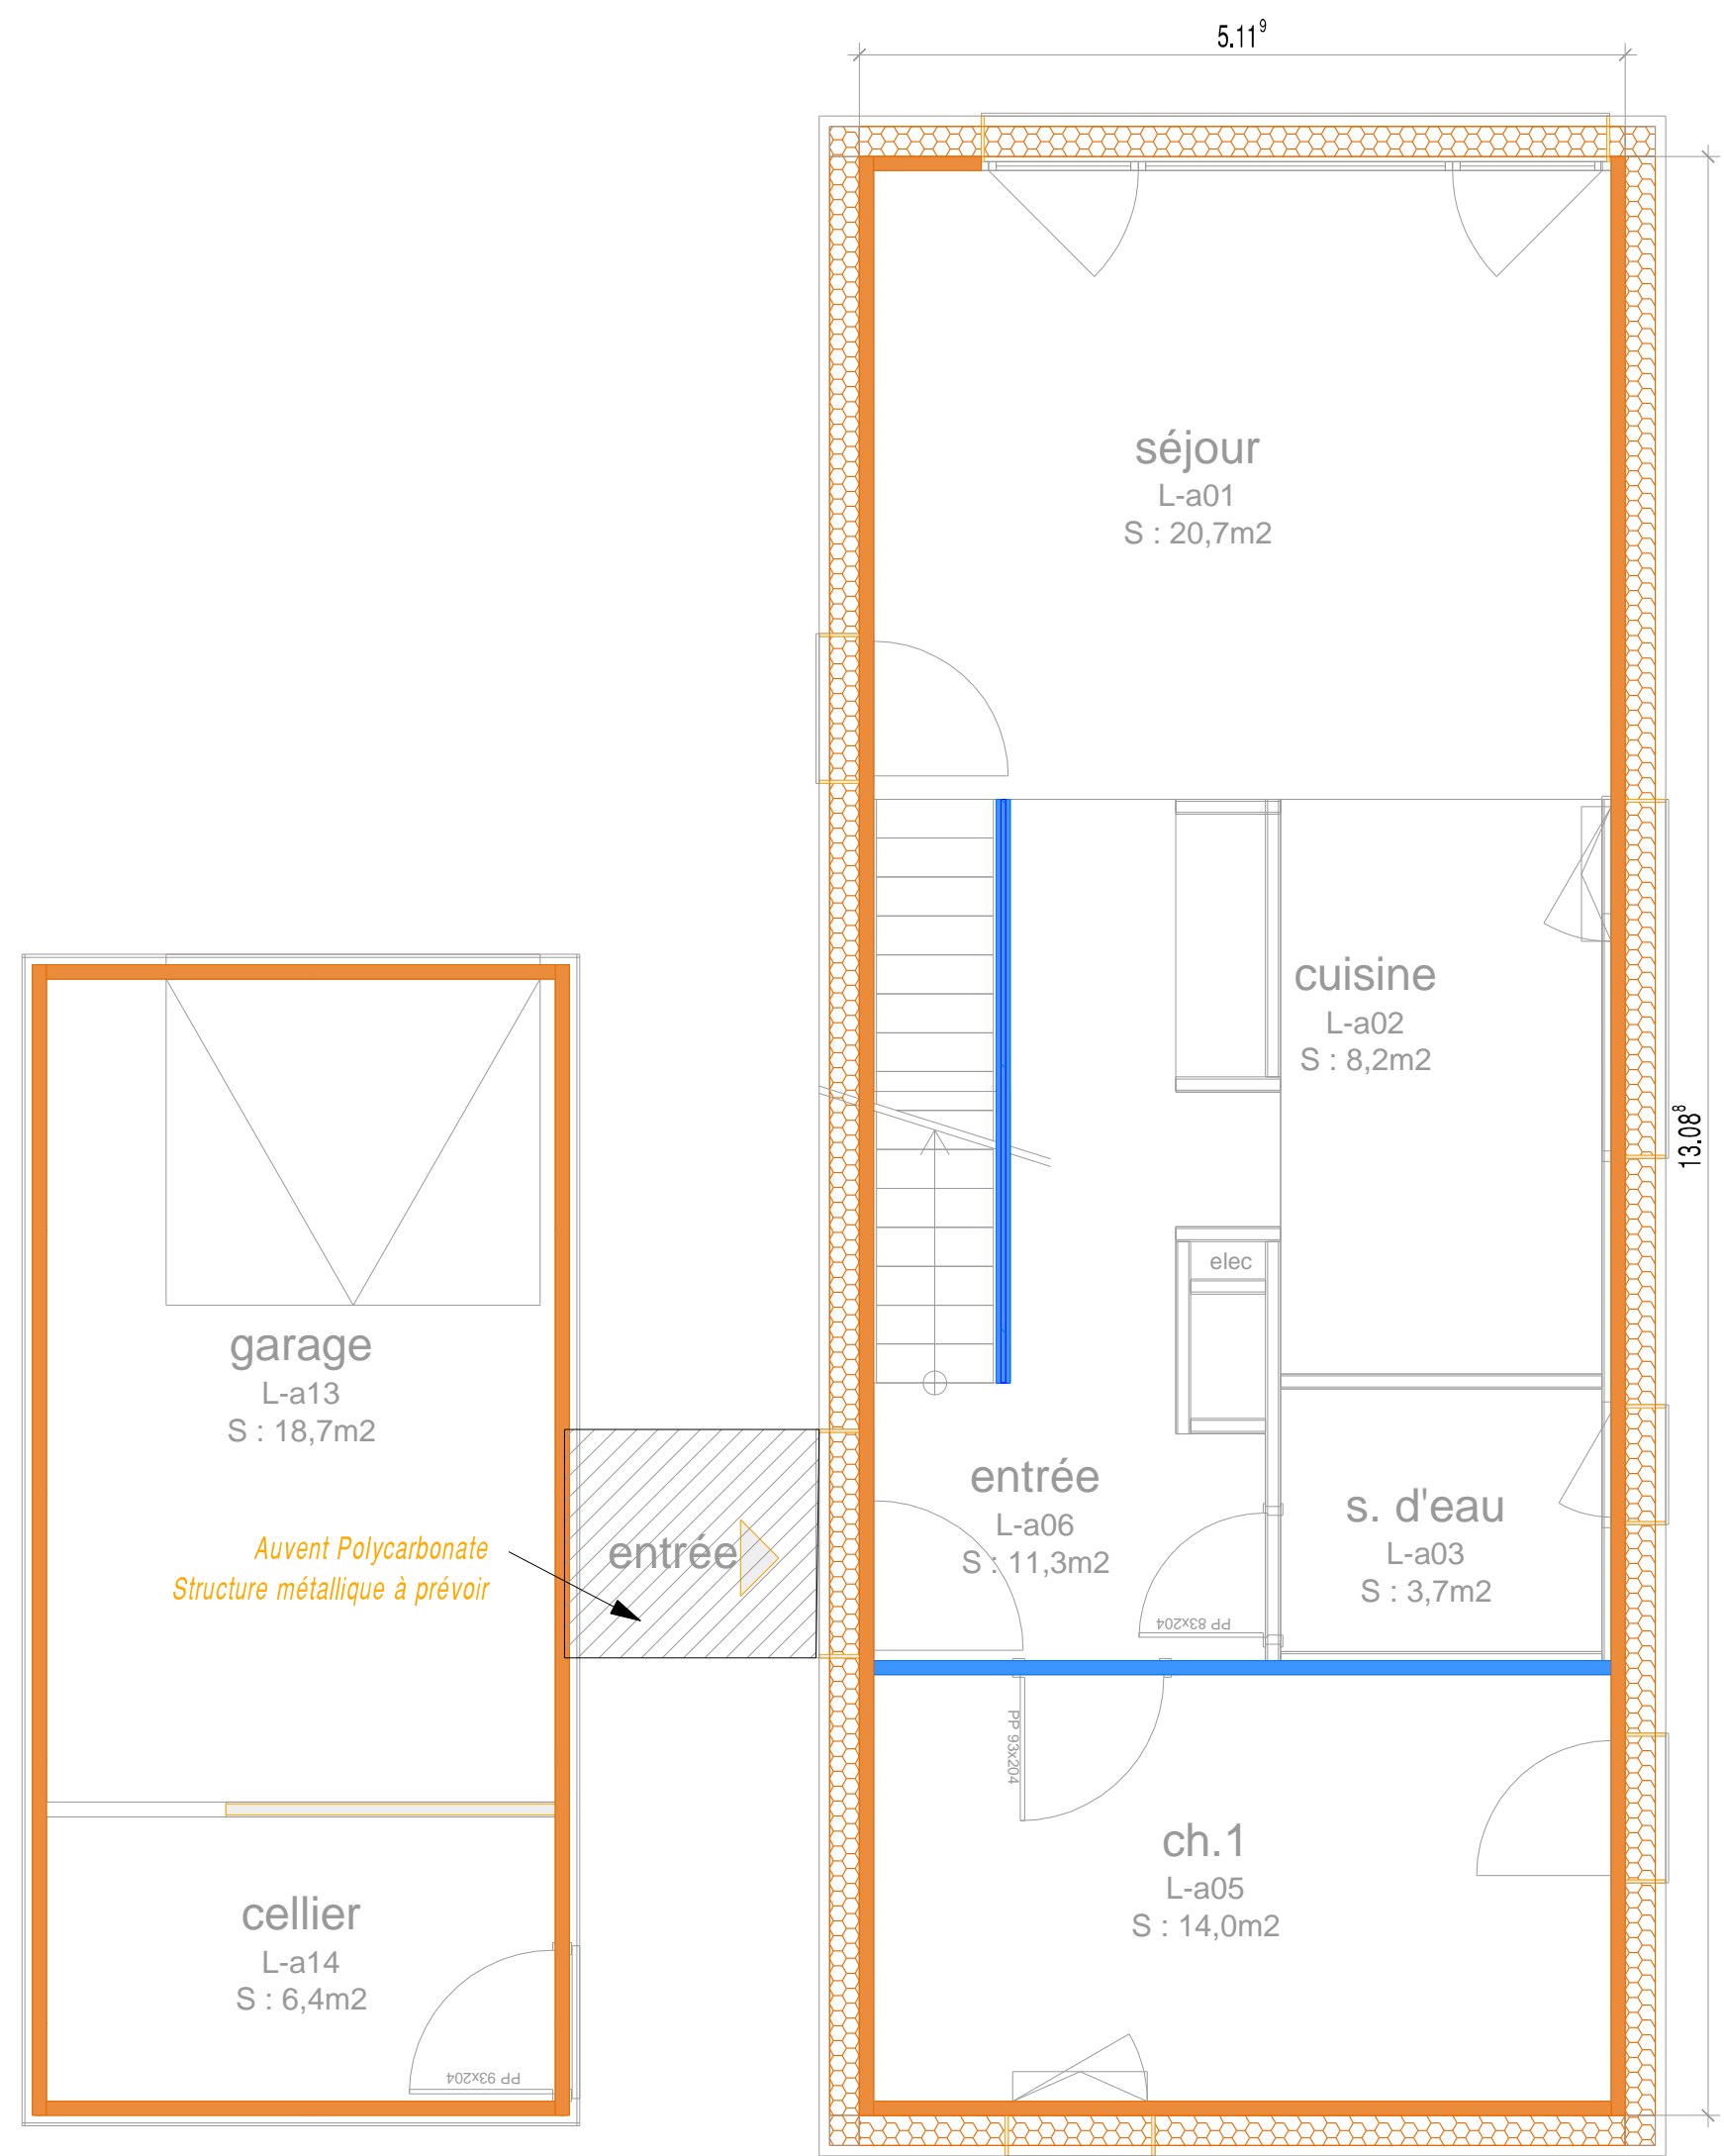 5.11⁹
séjour
L-a01
S : 20,7m2
cuisine
L-a02
S : 8,2m2
13.08⁸
elec
garage
L-a13
S : 18,7m2
entrée
L-a06
S : 11,3m2
s. d'eau
L-a03
S : 3,7m2
Auvent Polycarbonate
Structure métallique à prévoir
entrée
PP 83x204
PP 93x204
ch.1
L-a05
S : 14,0m2
cellier
L-a14
S : 6,4m2
PP 93x204